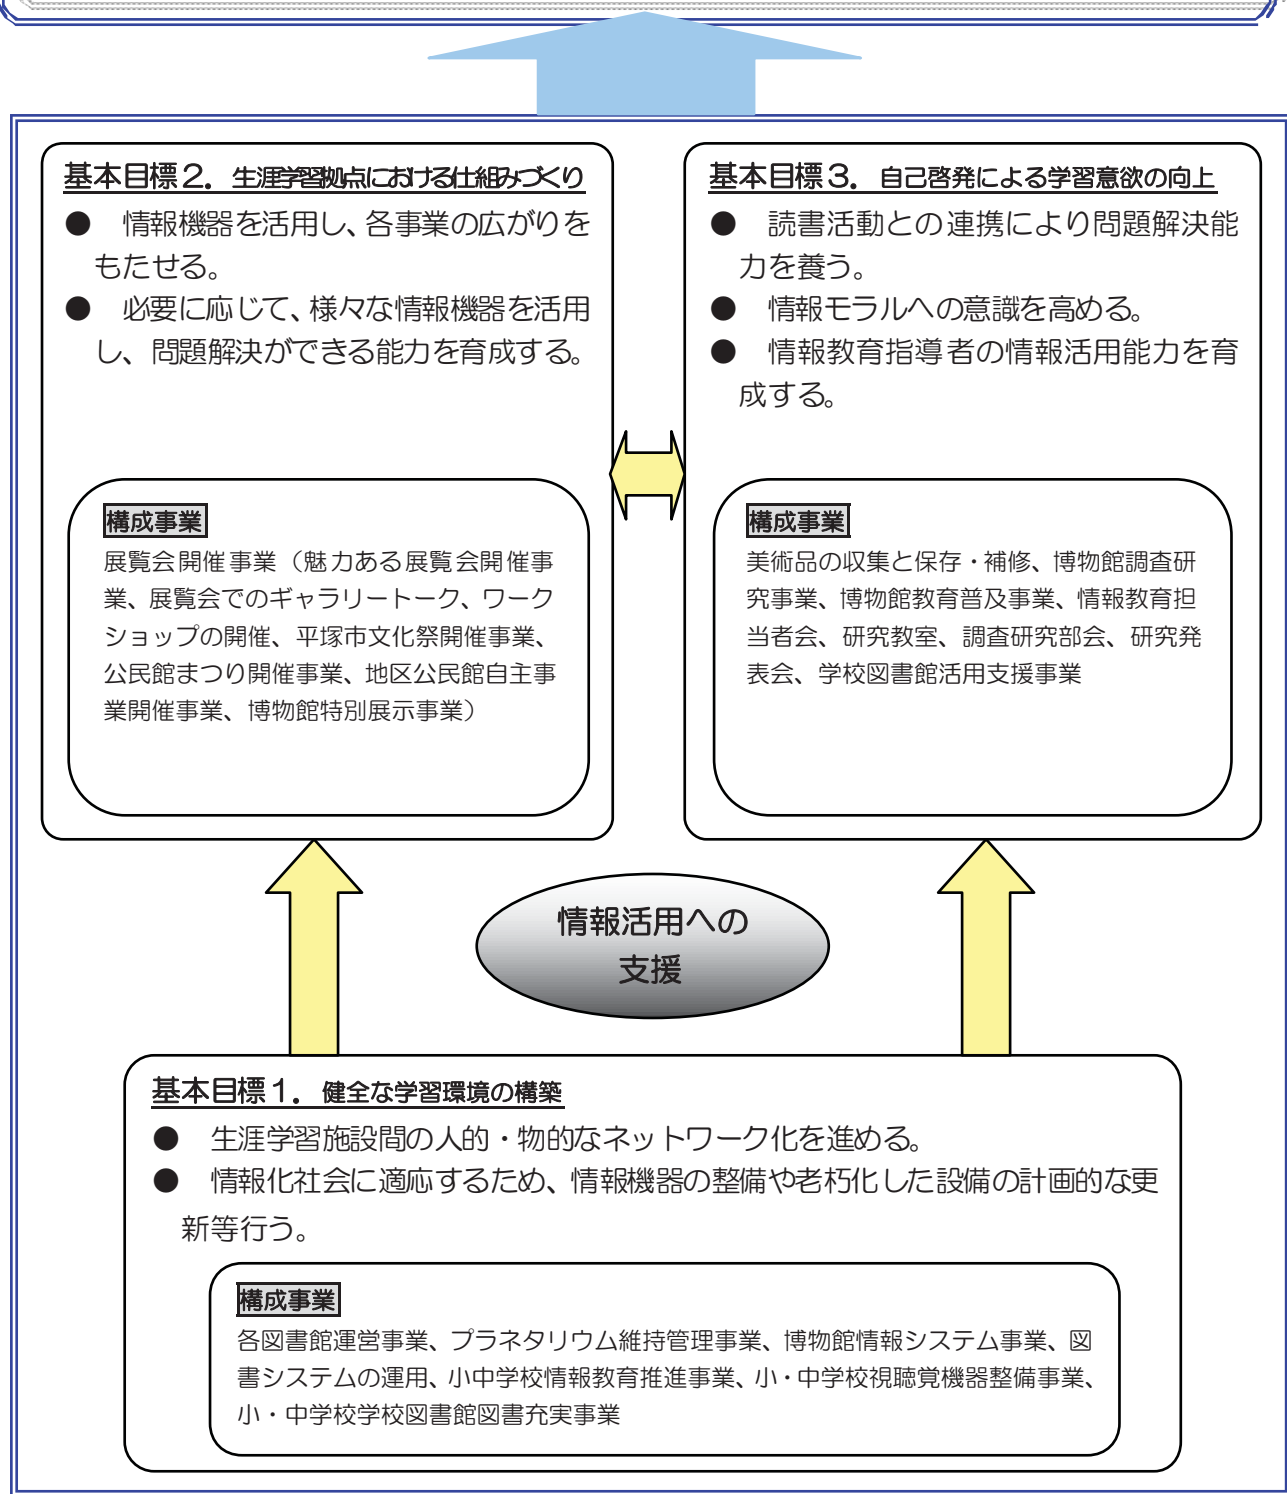 基本目標２．生涯学習拠点における仕組みづくり
●　情報機器を活用し、各事業の広がりを
もたせる。
●　必要に応じて、様々な情報機器を活用
し、問題解決ができる能力を育成する。
構成事業
展覧会開催事業（魅力ある展覧会開催事
業、展覧会でのギャラリートーク、ワーク
ショップの開催、平塚市文化祭開催事業、
公民館まつり開催事業、地区公民館自主事
業開催事業、博物館特別展示事業）
基本目標３．自己啓発による学習意欲の向上
●　読書活動との連携により問題解決能
力を養う。
●　情報モラルへの意識を高める。
●　情報教育指導者の情報活用能力を育
成する。
構成事業
美術品の収集と保存・補修、博物館調査研
究事業、博物館教育普及事業、情報教育担
当者会、研究教室、調査研究部会、研究発
表会、学校図書館活用支援事業
情報活用への
支援
基本目標１．健全な学習環境の構築
●　生涯学習施設間の人的・物的なネットワーク化を進める。
●　情報化社会に適応するため、情報機器の整備や老朽化した設備の計画的な更
新等行う。
構成事業
各図書館運営事業、プラネタリウム維持管理事業、博物館情報システム事業、図
書システムの運用、小中学校情報教育推進事業、小・中学校視聴覚機器整備事業、
小・中学校学校図書館図書充実事業